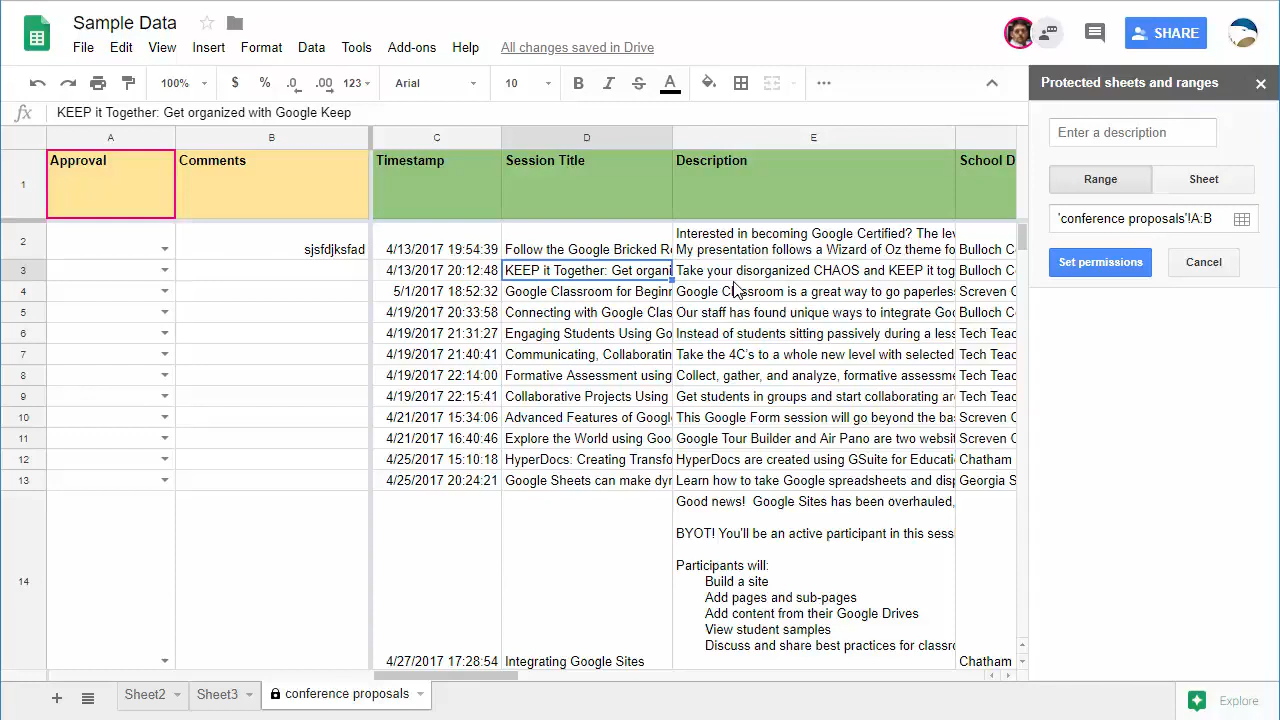 Sample Data
File Edit View Insert Format Data Tools Add-ons Help All changes saved in Drive
SHARE
100% $ % .0 .00 123 Arial 10 B I S A
Protected sheets and ranges
fx KEEP it Together: Get organized with Google Keep
Enter a description
A B C D E
1 Approval Comments Timestamp Session Title Description School D
Range Sheet
'conference proposals'!A:B
Set permissions Cancel
Interested in becoming Google Certified? The lev
2 sjsfdjksfad 4/13/2017 19:54:39 Follow the Google Bricked Ro My presentation follows a Wizard of Oz theme fo Bulloch C
3 4/13/2017 20:12:48 KEEP it Together: Get organi Take your disorganized CHAOS and KEEP it tog Bulloch C
4 5/1/2017 18:52:32 Google Classroom for Beginn Google Classroom is a great way to go paperles Screven C
5 4/19/2017 20:33:58 Connecting with Google Clas Our staff has found unique ways to integrate Goo Bulloch C
6 4/19/2017 21:31:27 Engaging Students Using Go Instead of students sitting passively during a less Tech Teac
7 4/19/2017 21:40:41 Communicating, Collaboratin Take the 4C's to a whole new level with selected Tech Teac
8 4/19/2017 22:14:00 Formative Assessment using Collect, gather, and analyze, formative assessme Tech Teac
9 4/19/2017 22:15:41 Collaborative Projects Using Get students in groups and start collaborating ar Tech Teac
10 4/21/2017 15:34:06 Advanced Features of Googl This Google Form session will go beyond the ba Screven C
11 4/21/2017 16:40:46 Explore the World using Goo Google Tour Builder and Air Pano are two websit Screven C
12 4/25/2017 15:10:18 HyperDocs: Creating Transfo HyperDocs are created using GSuite for Educati Chatham
13 4/25/2017 20:24:21 Google Sheets can make dyn Learn how to take Google spreadsheets and disp Georgia S
Good news! Google Sites has been overhauled,
BYOT! You'll be an active participant in this sess
Participants will:
14 Build a site
Add pages and sub-pages
Add content from their Google Drives
View student samples
Discuss and share best practices for classro
4/27/2017 17:28:54 Integrating Google Sites Chatham
Sheet2 Sheet3 conference proposals Explore